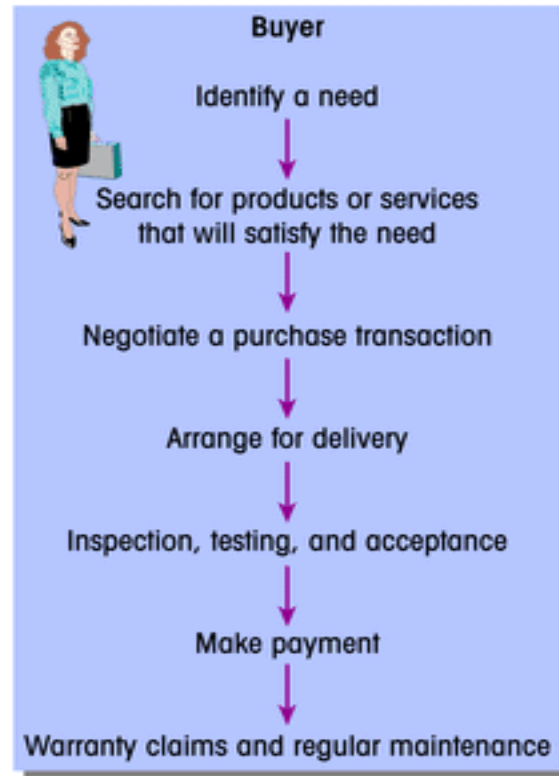 Buyer
Identify a need
Search for products or services
that will satisfy the need
Negotiate a purchase transaction
Arrange for delivery
Inspection, testing, and acceptance
Make payment
Warranty claims and regular maintenance